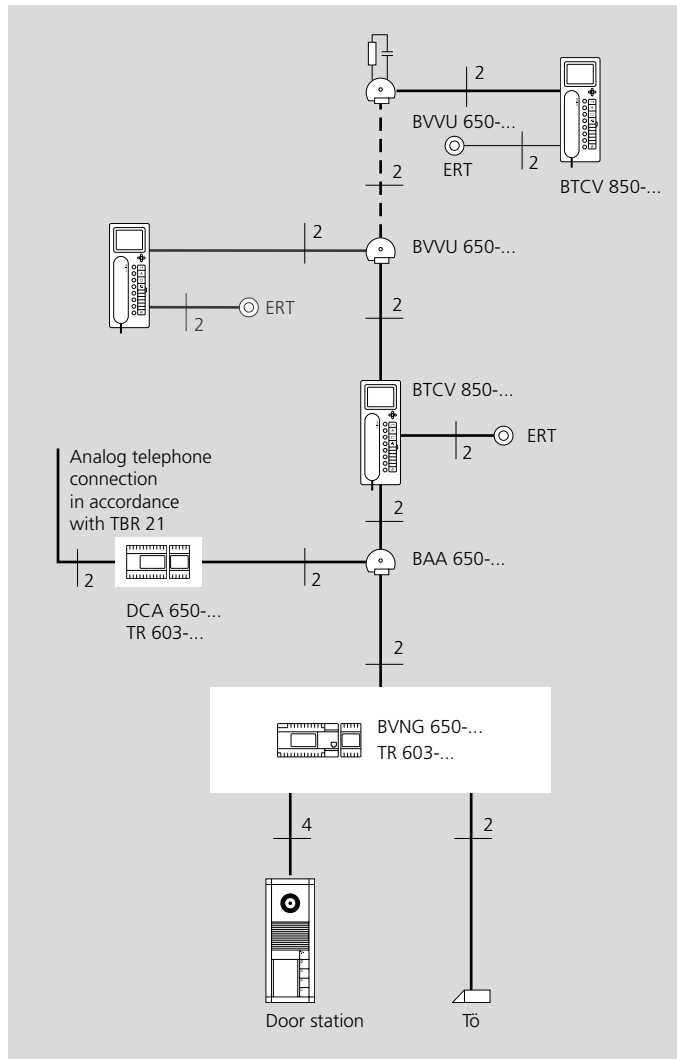 2
BVVU 650-...
ERT
2
BTCV 850-...
2
2
BVVU 650-...
ERT
2
2
BTCV 850-...
ERT
2
Analog telephone
connection
in accordance
with TBR 21
2
BAA 650-...
2
2
DCA 650-...
TR 603-...
2
BVNG 650-...
TR 603-...
4
2
Door station
Tö